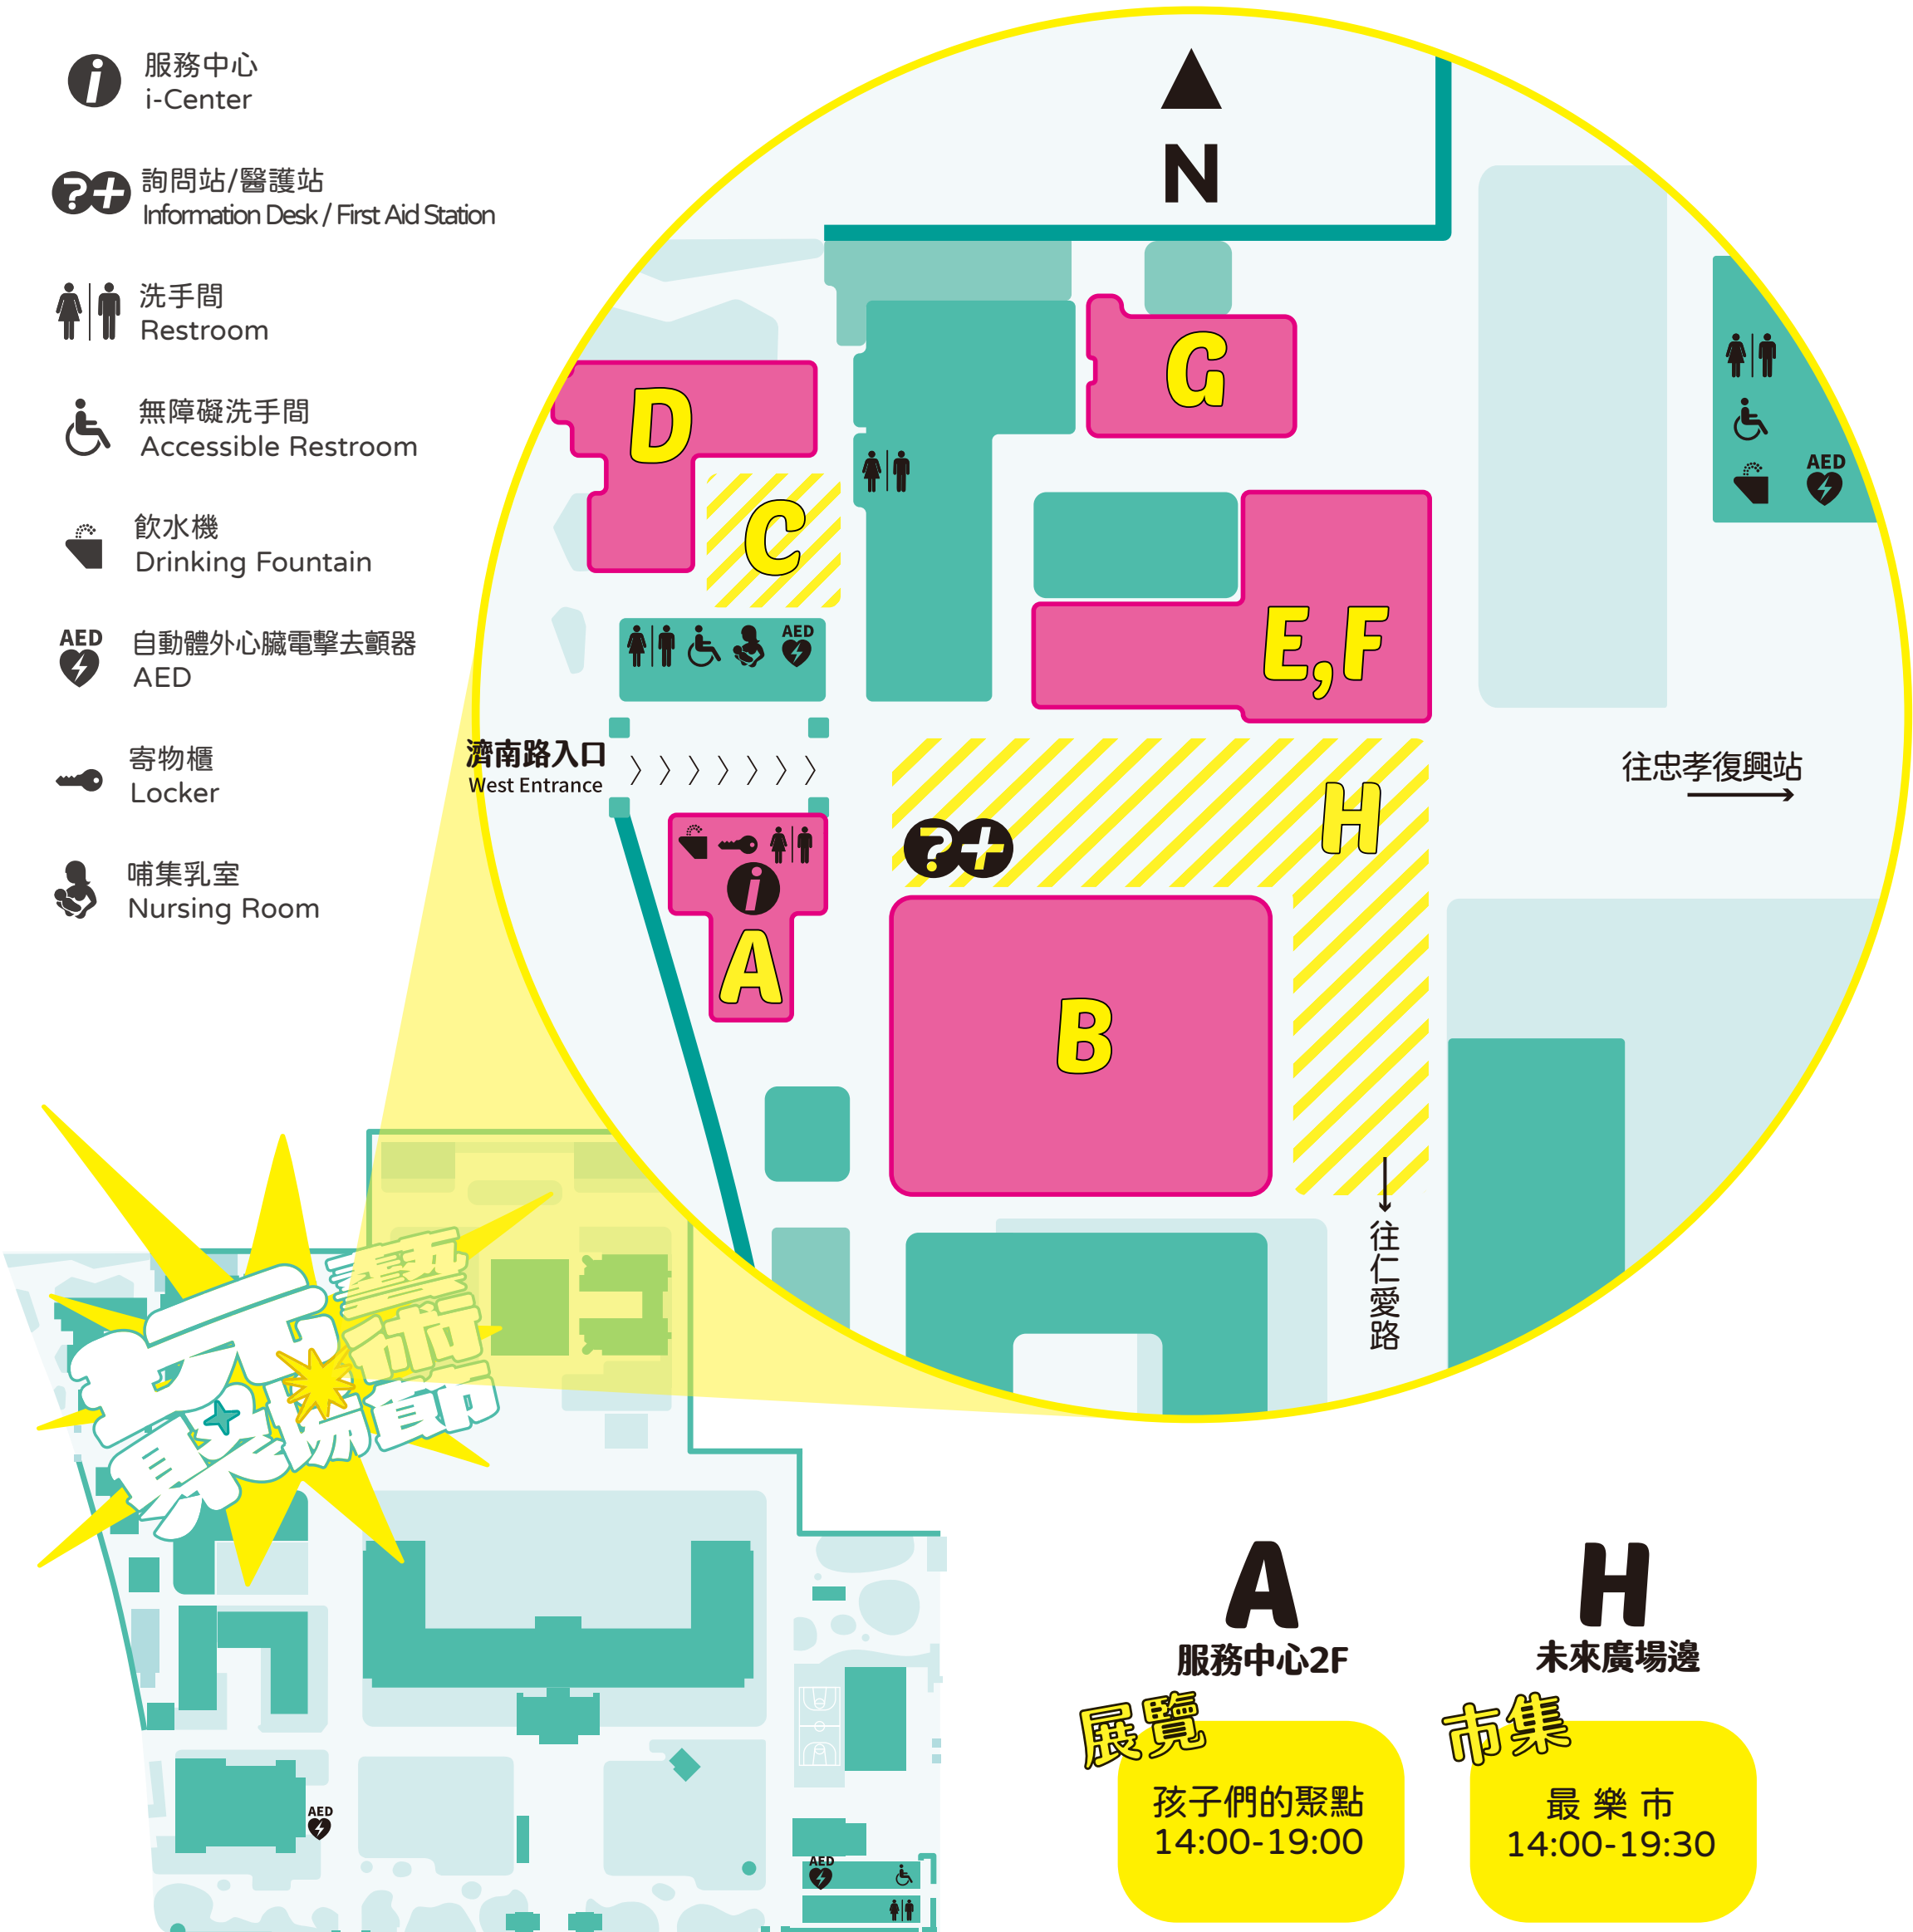 服務中心
i-Center
詢問站/醫護站
Information Desk / First Aid Station
洗手間
Restroom
無障礙洗手間
Accessible Restroom
飲水機
Drinking Fountain
AED
自動體外心臟電擊去顫器
AED
寄物櫃
Locker
哺集乳室
Nursing Room
N
G
D
C
AED
E,F
AED
濟南路入口
West Entrance
往忠孝復興站
H
A
B
往仁愛路
AED
AED
A
服務中心2F
展覽
孩子們的聚點
14:00-19:00
H
未來廣場邊
市集
最樂市
14:00-19:30